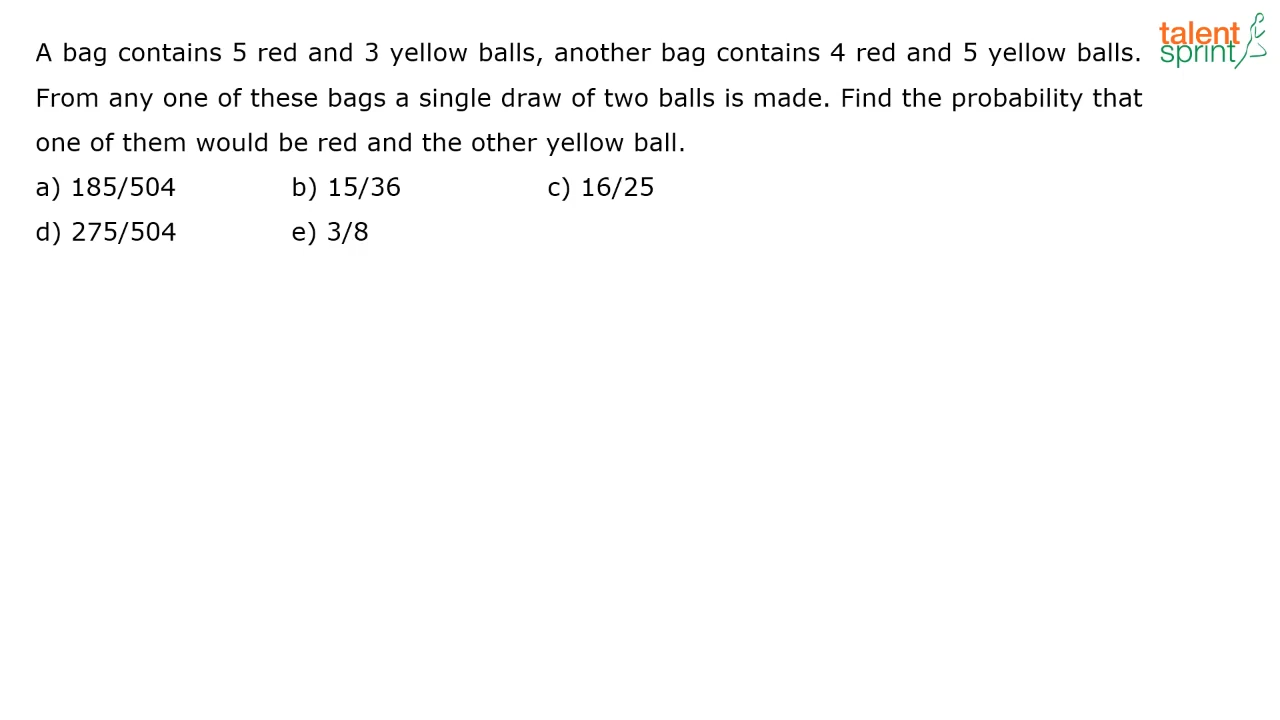 talent
sprint
A bag contains 5 red and 3 yellow balls, another bag contains 4 red and 5 yellow balls.
From any one of these bags a single draw of two balls is made. Find the probability that
one of them would be red and the other yellow ball.
a) 185/504 b) 15/36 c) 16/25
d) 275/504 e) 3/8